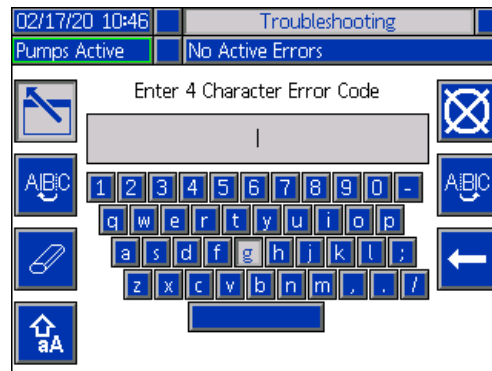 02/17/20 10:46 Troubleshooting
Pumps Active No Active Errors
Enter 4 Character Error Code
ABC 1 2 3 4 5 6 7 8 9 0 - ABC
q w e r t y u i o p
a s d f g h j k l ;
z x c v b n m , . /
aA